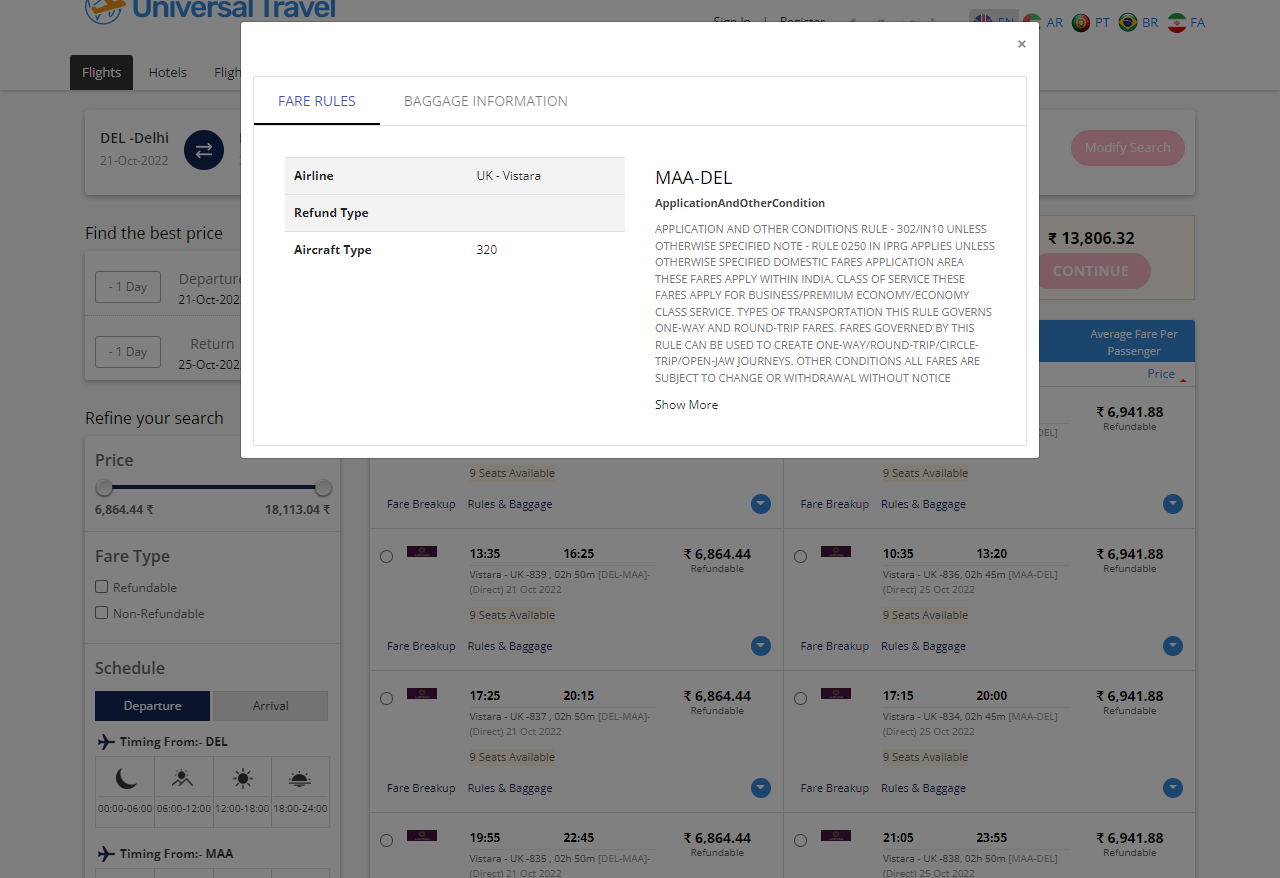 Universal Travel
Sign In | Register
EN AR PT BR FA
Flights Hotels
×
FARE RULES BAGGAGE INFORMATION
DEL -Delhi
21-Oct-2022
Modify Search
Airline UK - Vistara
Refund Type
Aircraft Type 320
MAA-DEL
ApplicationAndOtherCondition
APPLICATION AND OTHER CONDITIONS RULE - 302/IN10 UNLESS
OTHERWISE SPECIFIED NOTE - RULE 0250 IN IPRG APPLIES UNLESS
OTHERWISE SPECIFIED DOMESTIC FARES APPLICATION AREA
THESE FARES APPLY WITHIN INDIA. CLASS OF SERVICE THESE
FARES APPLY FOR BUSINESS/PREMIUM ECONOMY/ECONOMY
CLASS SERVICE. TYPES OF TRANSPORTATION THIS RULE GOVERNS
ONE-WAY AND ROUND-TRIP FARES. FARES GOVERNED BY THIS
RULE CAN BE USED TO CREATE ONE-WAY/ROUND-TRIP/CIRCLE-
TRIP/OPEN-JAW JOURNEYS. OTHER CONDITIONS ALL FARES ARE
SUBJECT TO CHANGE OR WITHDRAWAL WITHOUT NOTICE
Show More
Find the best price
- 1 Day Departure
21-Oct-202
- 1 Day Return
25-Oct-202
₹ 13,806.32
CONTINUE
Average Fare Per
Passenger
Price
₹ 6,941.88
Refundable
DEL]
Refine your search
Price
6,864.44 ₹ 18,113.04 ₹
Fare Type
Refundable
Non-Refundable
Schedule
Departure Arrival
Timing From:- DEL
00:00-06:00 06:00-12:00 12:00-18:00 18:00-24:00
Timing From:- MAA
9 Seats Available 9 Seats Available
Fare Breakup Rules & Baggage Fare Breakup Rules & Baggage
13:35 16:25 ₹ 6,864.44 10:35 13:20 ₹ 6,941.88
Refundable Refundable
Vistara - UK -839 , 02h 50m [DEL-MAA]- Vistara - UK -836, 02h 45m [MAA-DEL]
(Direct) 21 Oct 2022 (Direct) 25 Oct 2022
9 Seats Available 9 Seats Available
Fare Breakup Rules & Baggage Fare Breakup Rules & Baggage
17:25 20:15 ₹ 6,864.44 17:15 20:00 ₹ 6,941.88
Refundable Refundable
Vistara - UK -837 , 02h 50m [DEL-MAA]- Vistara - UK -834, 02h 45m [MAA-DEL]
(Direct) 21 Oct 2022 (Direct) 25 Oct 2022
9 Seats Available 9 Seats Available
Fare Breakup Rules & Baggage Fare Breakup Rules & Baggage
19:55 22:45 ₹ 6,864.44 21:05 23:55 ₹ 6,941.88
Refundable Refundable
Vistara - UK -835 , 02h 50m [DEL-MAA]- Vistara - UK -838, 02h 50m [MAA-DEL]
(Direct) 21 Oct 2022 (Direct) 25 Oct 2022